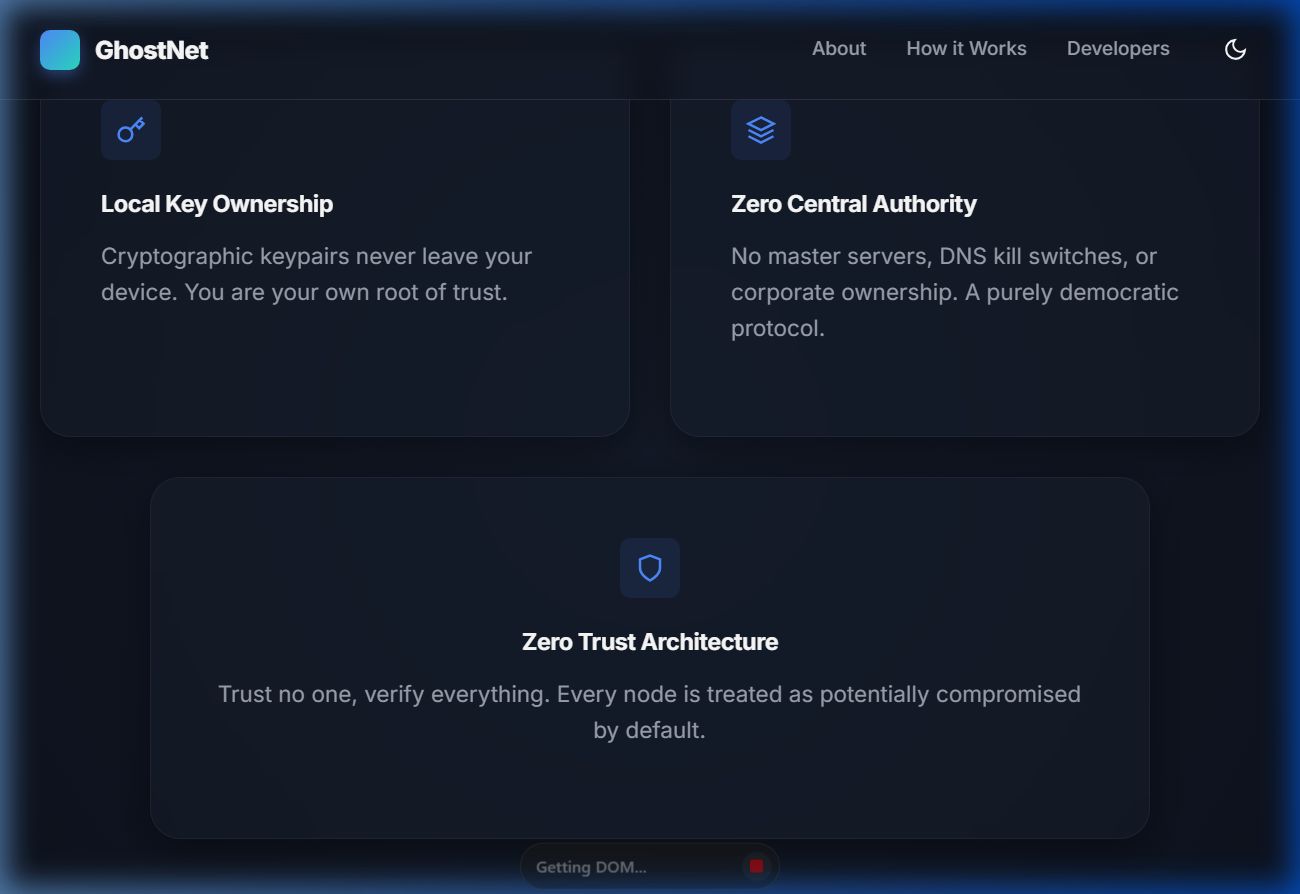 GhostNet
About
How it Works
Developers
Local Key Ownership
Cryptographic keypairs never leave your
device. You are your own root of trust.
Zero Central Authority
No master servers, DNS kill switches, or
corporate ownership. A purely democratic
protocol.
Zero Trust Architecture
Trust no one, verify everything. Every node is treated as potentially compromised
by default.
Getting DOM...